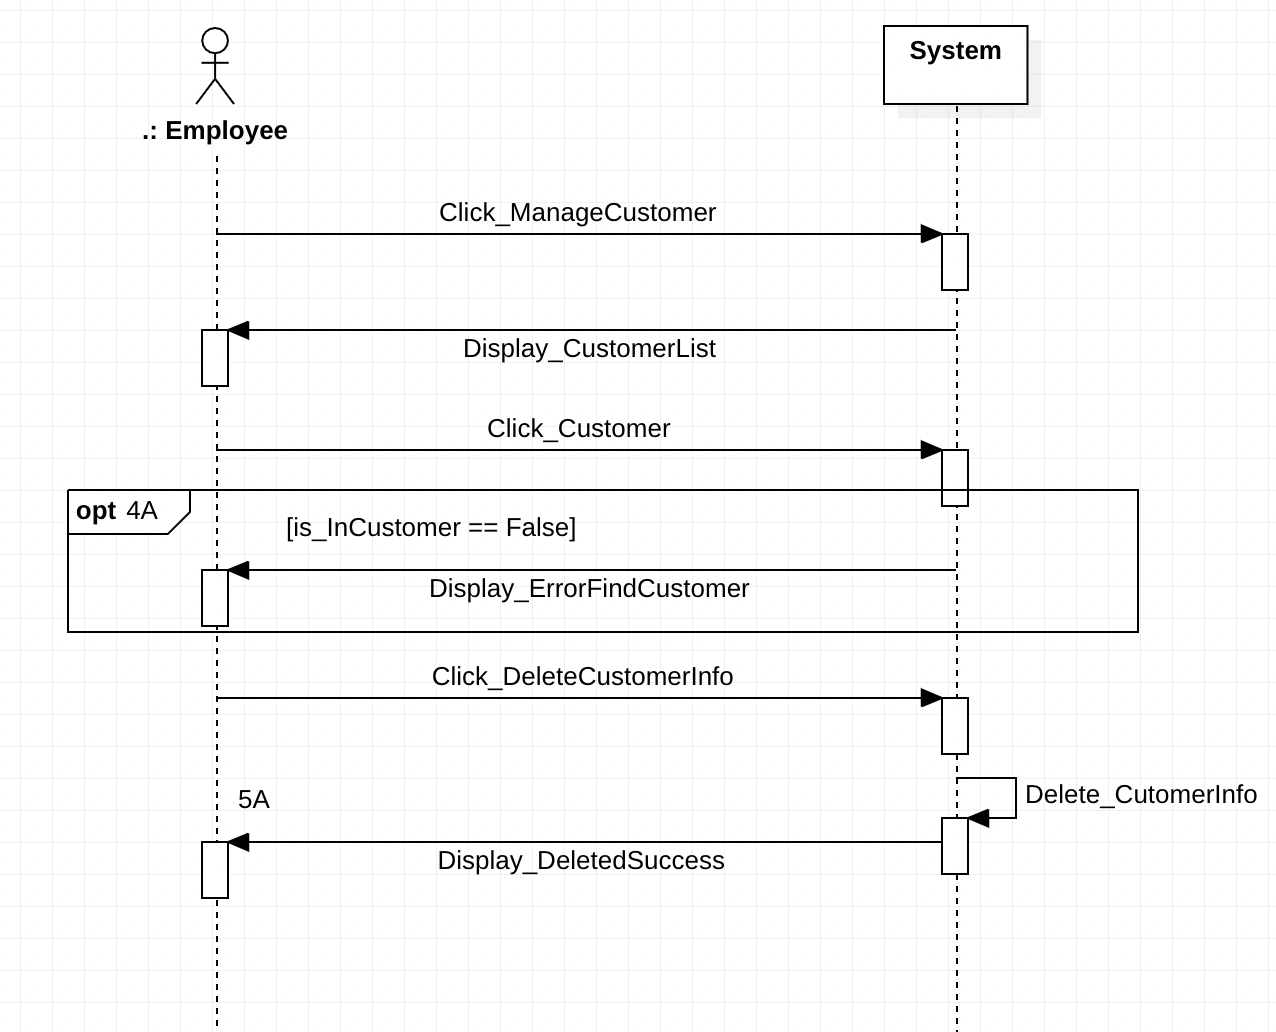 System
.: Employee
Click_ManageCustomer
Display_CustomerList
Click_Customer
opt 4A
[is_InCustomer == False]
Display_ErrorFindCustomer
Click_DeleteCustomerInfo
Delete_CutomerInfo
5A
Display_DeletedSuccess